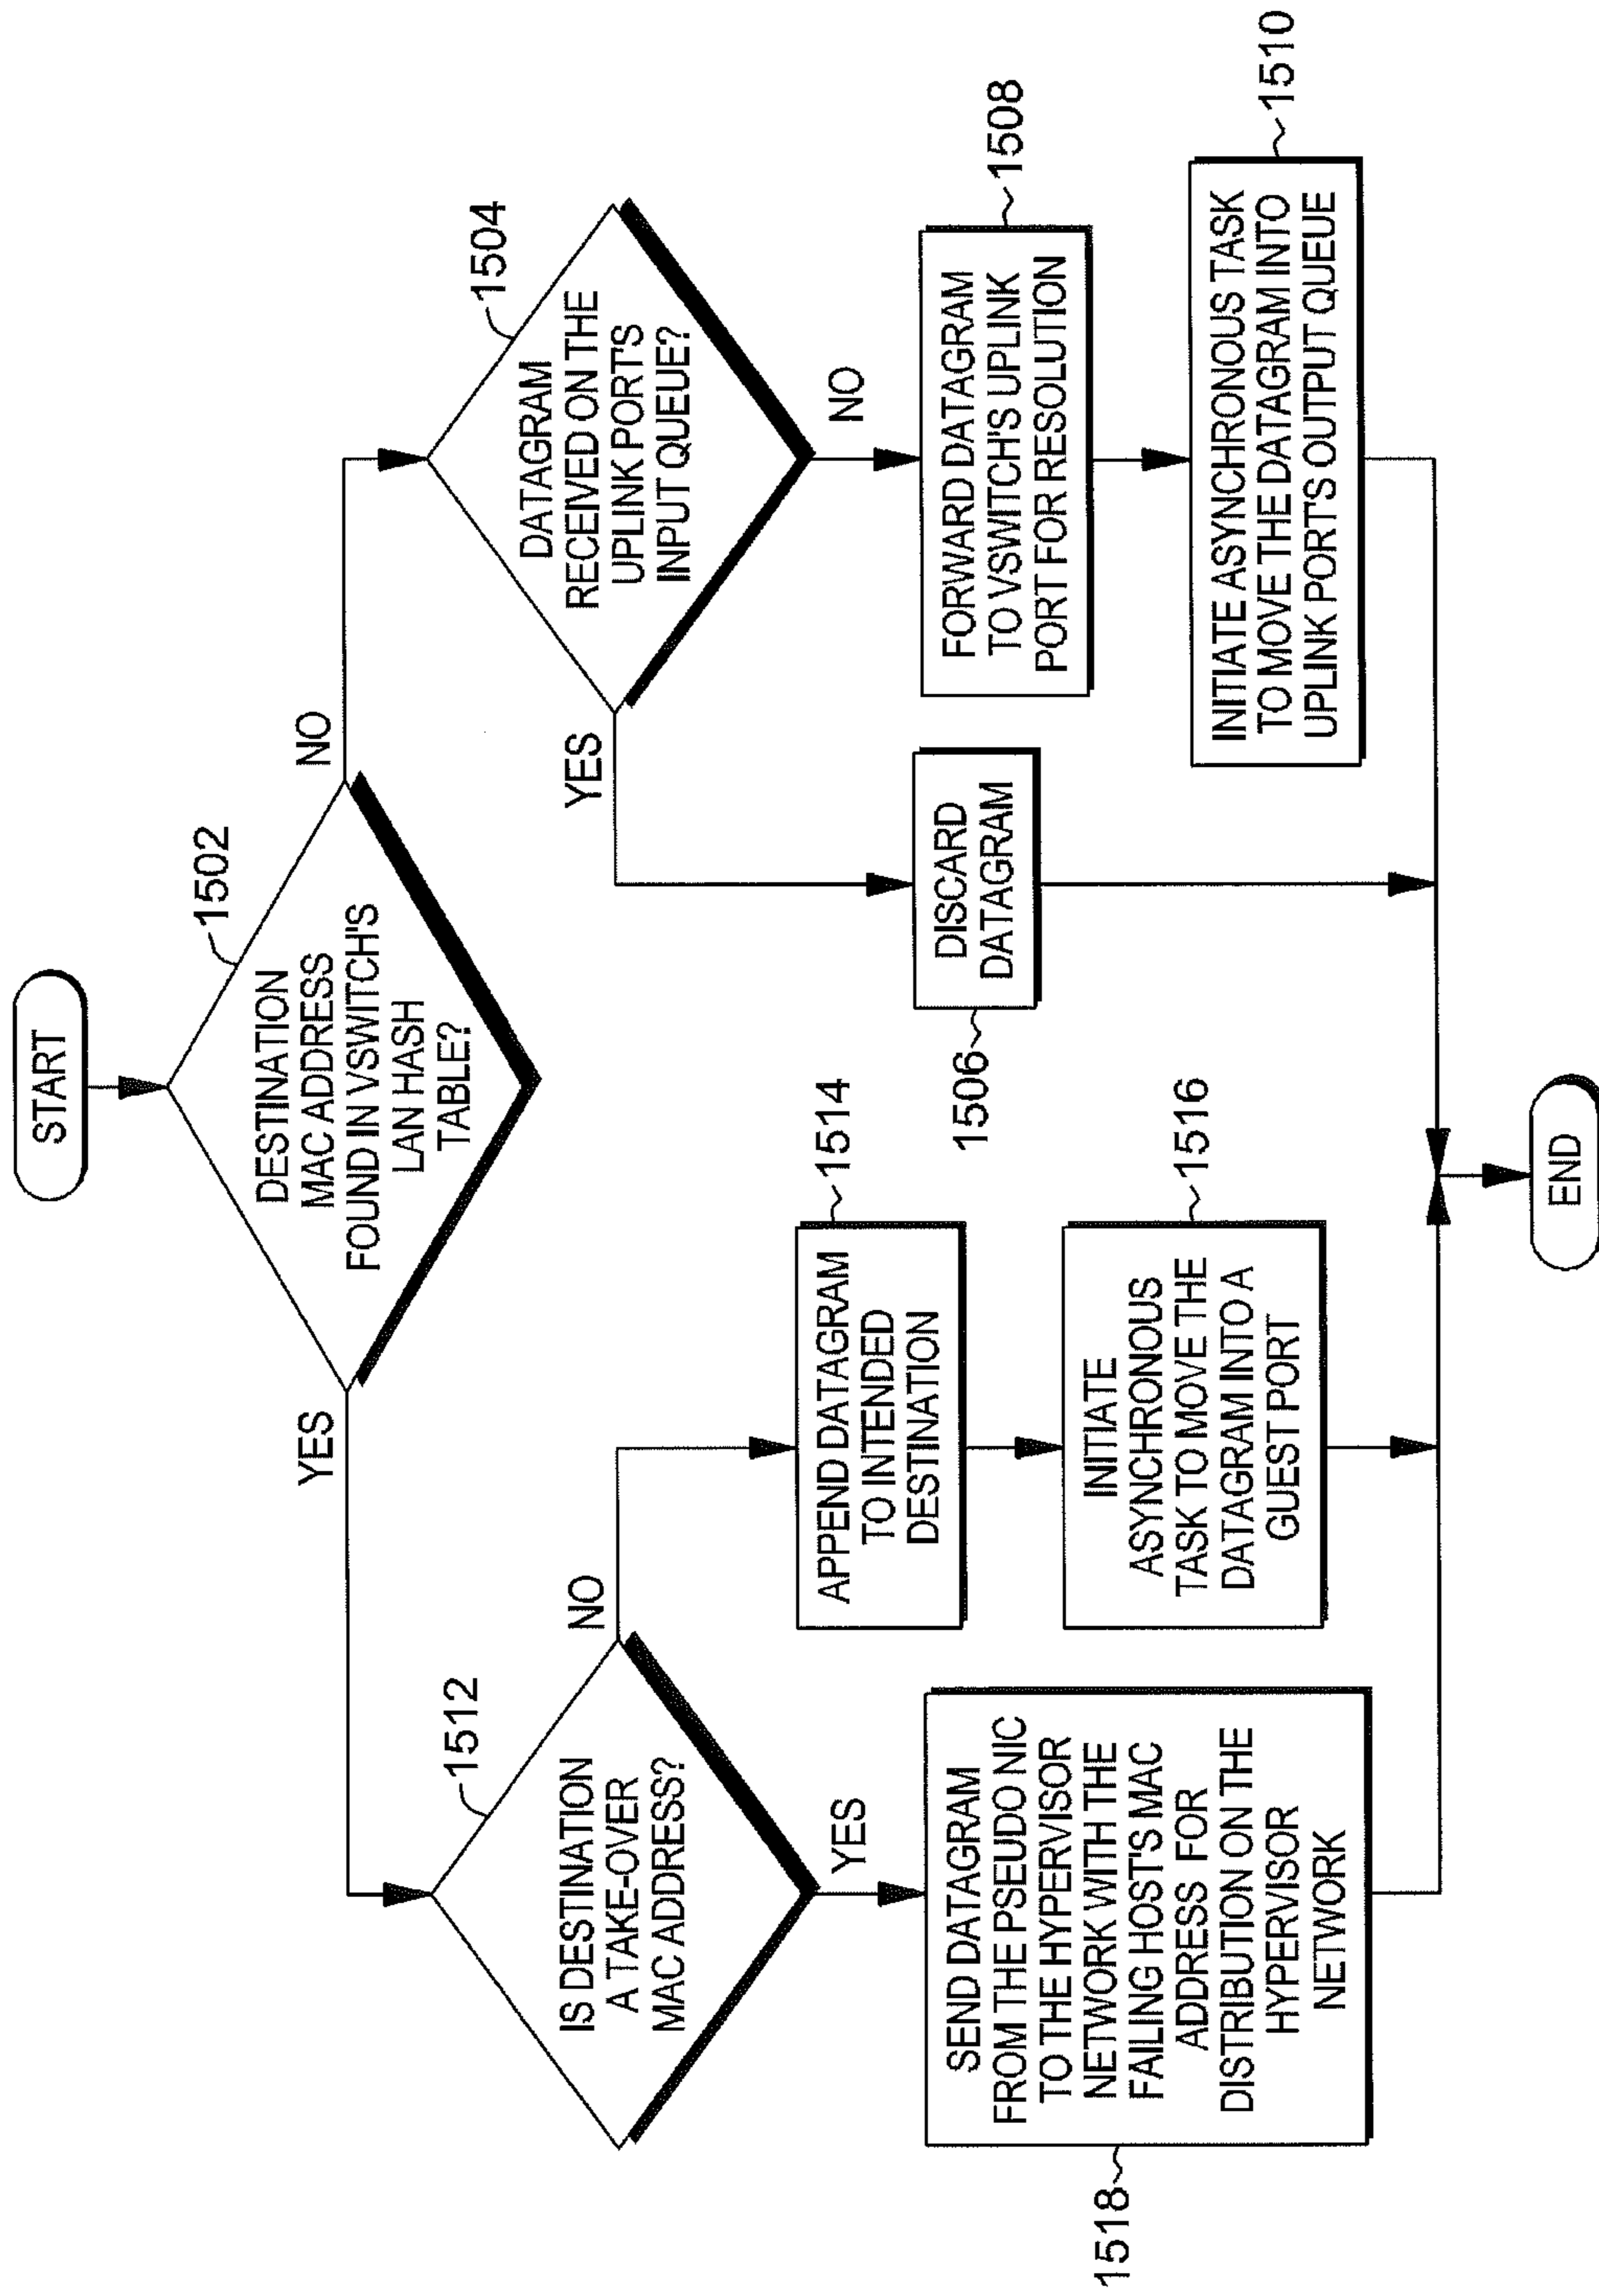 START
1502
DESTINATION
MAC ADDRESS
FOUND IN VSWITCH'S
LAN HASH
TABLE?
YES
NO
1512
IS DESTINATION
A TAKE-OVER
MAC ADDRESS?
NO
YES
1504
DATAGRAM
RECEIVED ON THE
UPLINK PORT'S
INPUT QUEUE?
YES
NO
1518
SEND DATAGRAM
FROM THE PSEUDO NIC
TO THE HYPERVISOR
NETWORK WITH THE
FAILING HOST'S MAC
ADDRESS FOR
DISTRIBUTION ON THE
HYPERVISOR
NETWORK
1514
APPEND DATAGRAM
TO INTENDED
DESTINATION
1516
INITIATE
ASYNCHRONOUS
TASK TO MOVE THE
DATAGRAM INTO A
GUEST PORT
1506
DISCARD
DATAGRAM
1508
FORWARD DATAGRAM
TO VSWITCH'S UPLINK
PORT FOR RESOLUTION
1510
INITIATE ASYNCHRONOUS TASK
TO MOVE THE DATAGRAM INTO
UPLINK PORT'S OUTPUT QUEUE
END